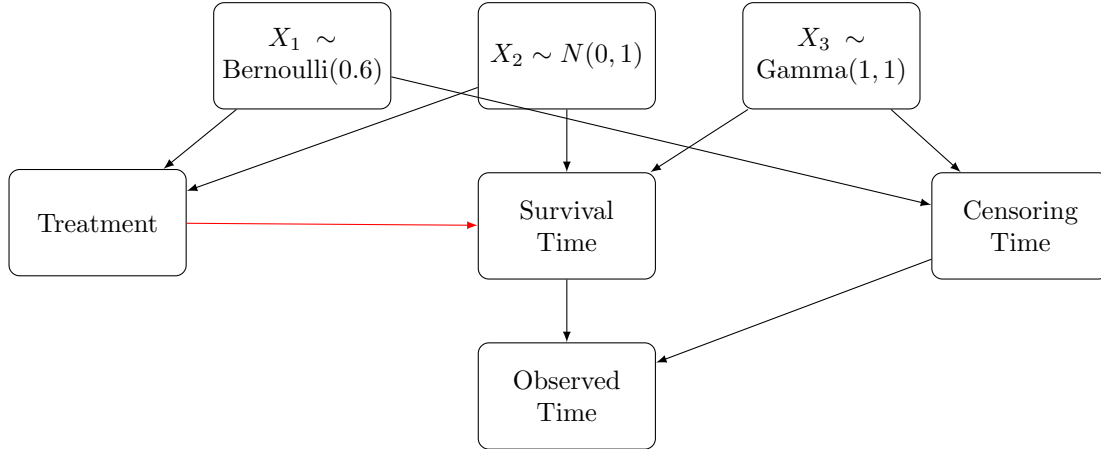 X₁ ∼
Bernoulli(0.6)
X₂ ∼ N(0, 1)
X₃ ∼
Gamma(1, 1)
Treatment
Survival
Time
Censoring
Time
Observed
Time